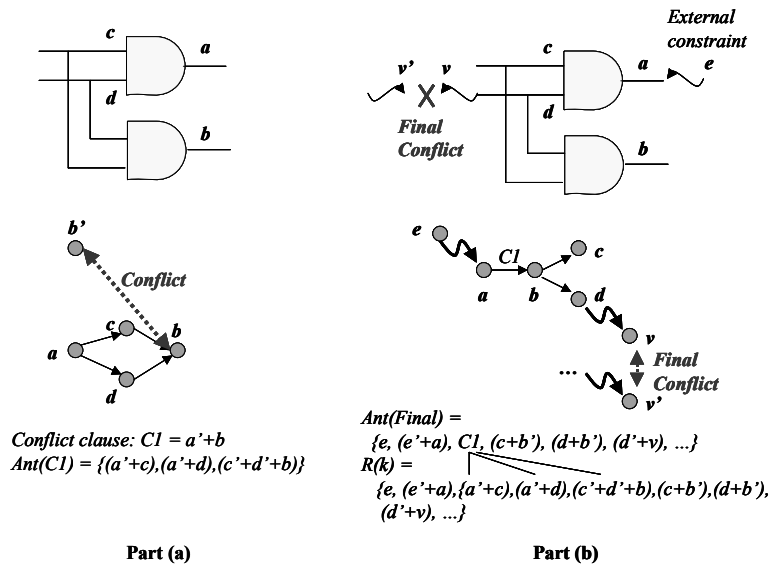 c
a
d
b
b’
Conflict
c
b
a
d
Conflict clause: C1 = a’+b
Ant(C1) = {(a’+c),(a’+d),(c’+d’+b)}
Part (a)
External
constraint
c
a
e
v’
v
d
Final
Conflict
b
e
C1
c
a
b
d
v
Final
Conflict
...
v’
Ant(Final) =
{e, (e’+a), C1, (c+b’), (d+b’), (d’+v), ...}
R(k) =
{e, (e’+a),{a’+c),(a’+d),(c’+d’+b),(c+b’),(d+b’),
(d’+v), ...}
Part (b)